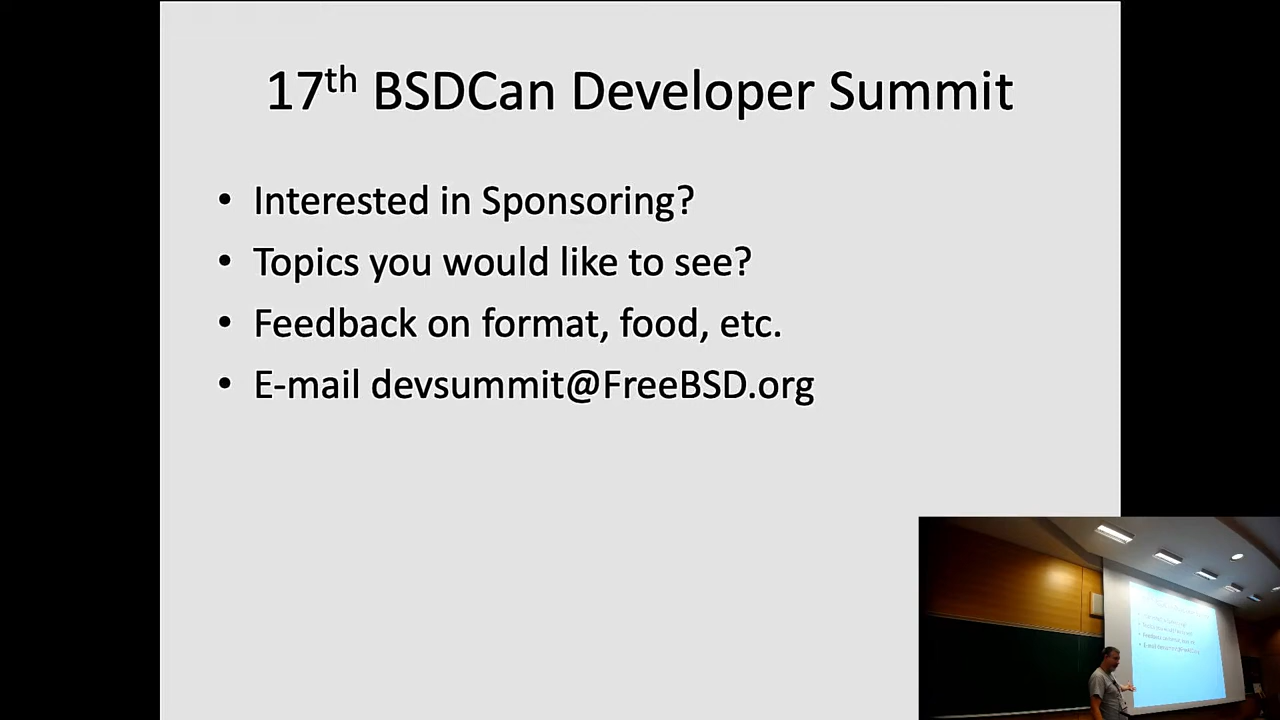 17th BSDCan Developer Summit
• Interested in Sponsoring?
• Topics you would like to see?
• Feedback on format, food, etc.
• E-mail devsummit@FreeBSD.org